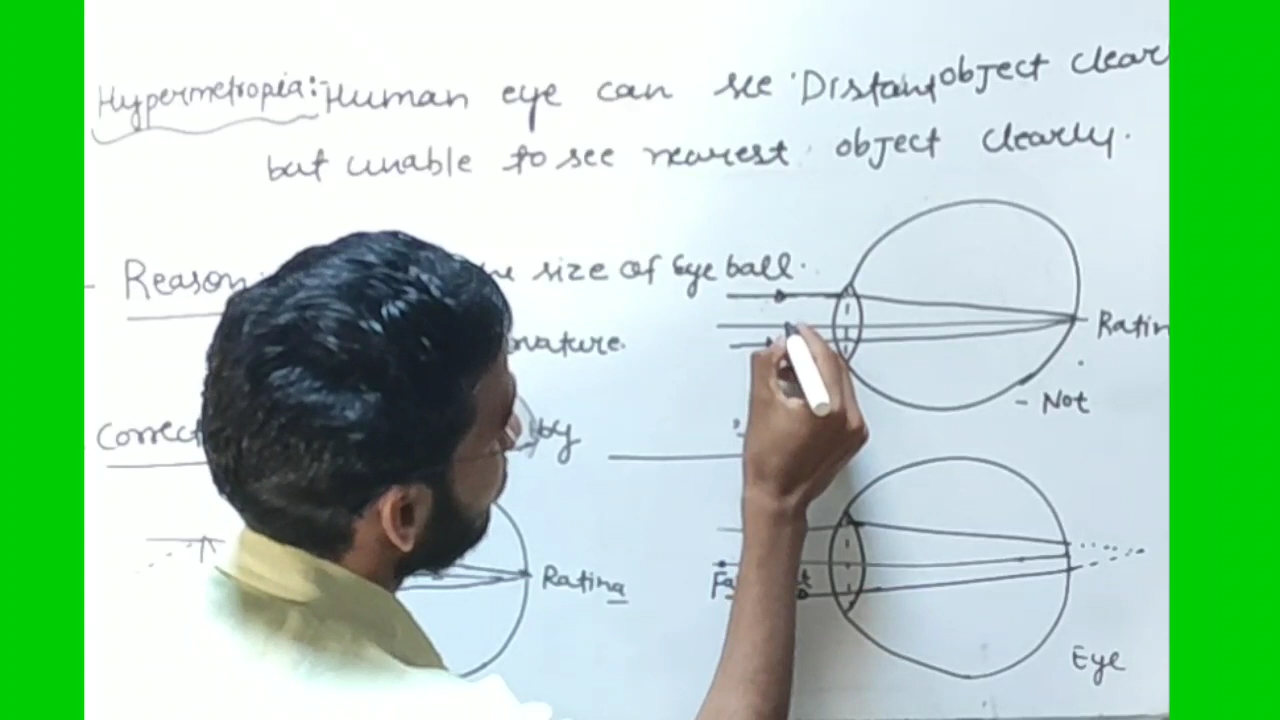 Hypermetropia:- Human eye can see Distant object clear
but unable to see nearest object clearly.
Reason size of Eye ball.
nature.
Ratin
- Not
Correct by
Ratina
Eye